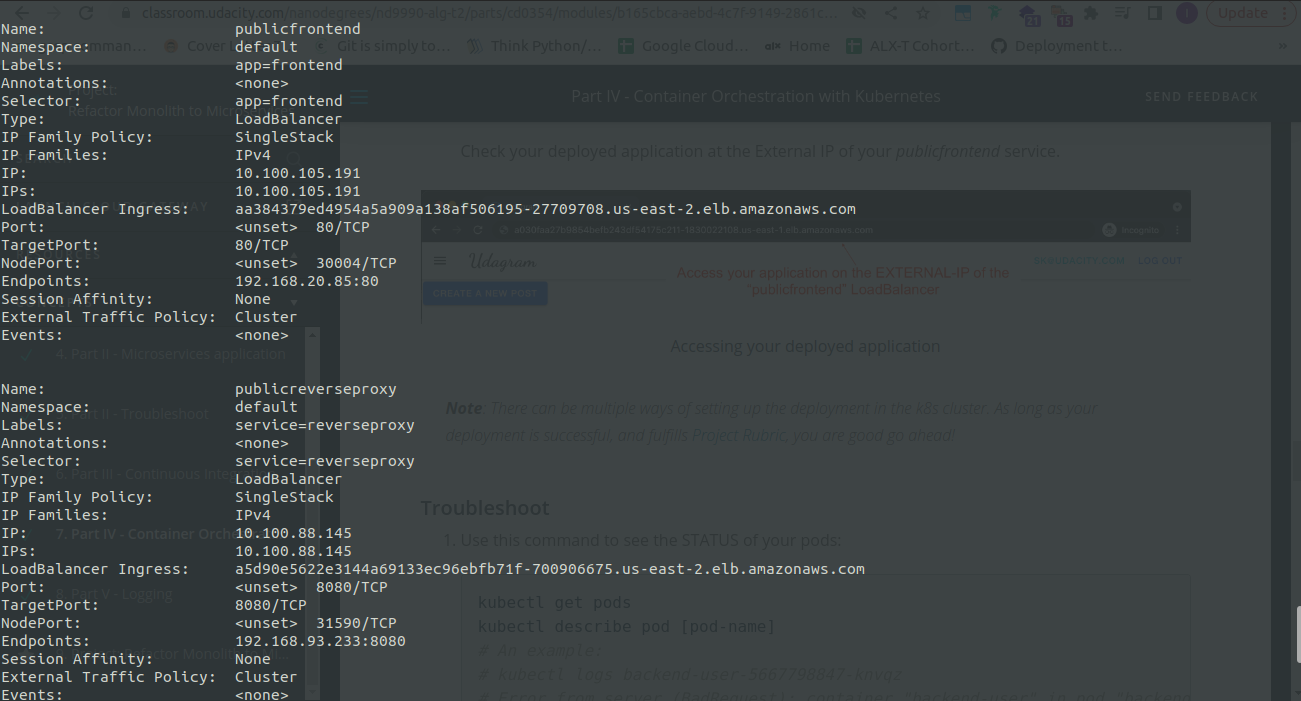 classroom.udacity.com/nanodegrees/nd9990-alg-t2/parts/cd0354/modules/b165cbca-aebd-4c7f-9149-2861c...
21
15
Update
Cover
Git is simply to...
Think Python/...
Google Cloud...
Home
ALX-T Cohort...
Deployment t...
Refactor Monolith to
Part IV - Container Orchestration with Kubernetes
SEND FEEDBACK
Name: publicfrontend
Namespace: default
Labels: app=frontend
Annotations: <none>
Selector: app=frontend
Type: LoadBalancer
IP Family Policy: SingleStack
IP Families: IPv4
IP: 10.100.105.191
IPs: 10.100.105.191
LoadBalancer Ingress: aa384379ed4954a5a909a138af506195-27709708.us-east-2.elb.amazonaws.com
Port: <unset> 80/TCP
TargetPort: 80/TCP
NodePort: <unset> 30004/TCP
Endpoints: 192.168.20.85:80
Session Affinity: None
External Traffic Policy: Cluster
Events: <none>
4. Part II - Microservices application
Name: publicreverseproxy
Namespace: default
Part II - Troubleshoot
Labels: service=reverseproxy
Annotations: <none>
Selector: service=reverseproxy
6. Part III - Continuous Integration
Type: LoadBalancer
IP Family Policy: SingleStack
IP Families: IPv4
IP: 10.100.88.145
7. Part IV - Container
IPs: 10.100.88.145
LoadBalancer Ingress: a5d90e5622e3144a69133ec96ebfb71f-700906675.us-east-2.elb.amazonaws.com
Port: <unset> 8080/TCP
8. Part V - Logging
TargetPort: 8080/TCP
NodePort: <unset> 31590/TCP
Endpoints: 192.168.93.233:8080
Refactor Monolith
Session Affinity: None
External Traffic Policy: Cluster
Events: <none>
Check your deployed application at the External IP of your publicfrontend service.
Incognito
Udagram
LOG OUT
CREATE A NEW POST
Access your application on the EXTERNAL-IP of the
"publicfrontend" LoadBalancer
Accessing your deployed application
Note: There can be multiple ways of setting up the deployment in the k8s cluster. As long as your
deployment is successful, and fulfills Project Rubric, you are good go ahead!
Troubleshoot
1. Use this command to see the STATUS of your pods:
kubectl get pods
kubectl describe pod [pod-name]
# An example:
# kubectl logs backend-user-5667798847-knvqz
# Error from server (BadRequest): container "backend-user" in pod "backend